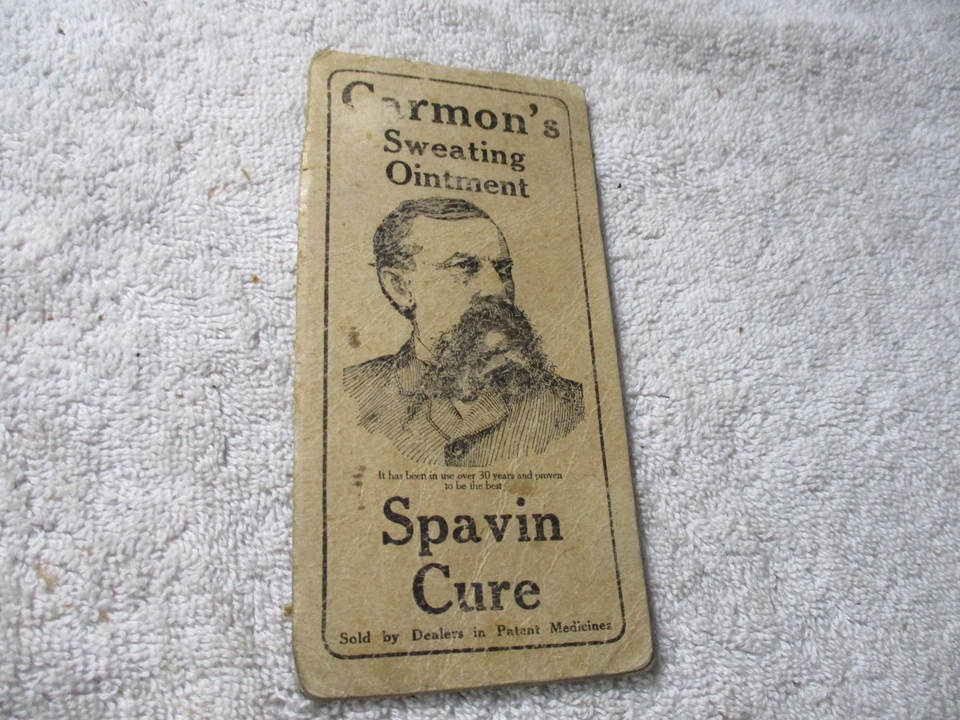 Carmon's
Sweating
Ointment
It has been in use over 30 years and proven
to be the best
Spavin
Cure
Sold by Dealers in Patent Medicines